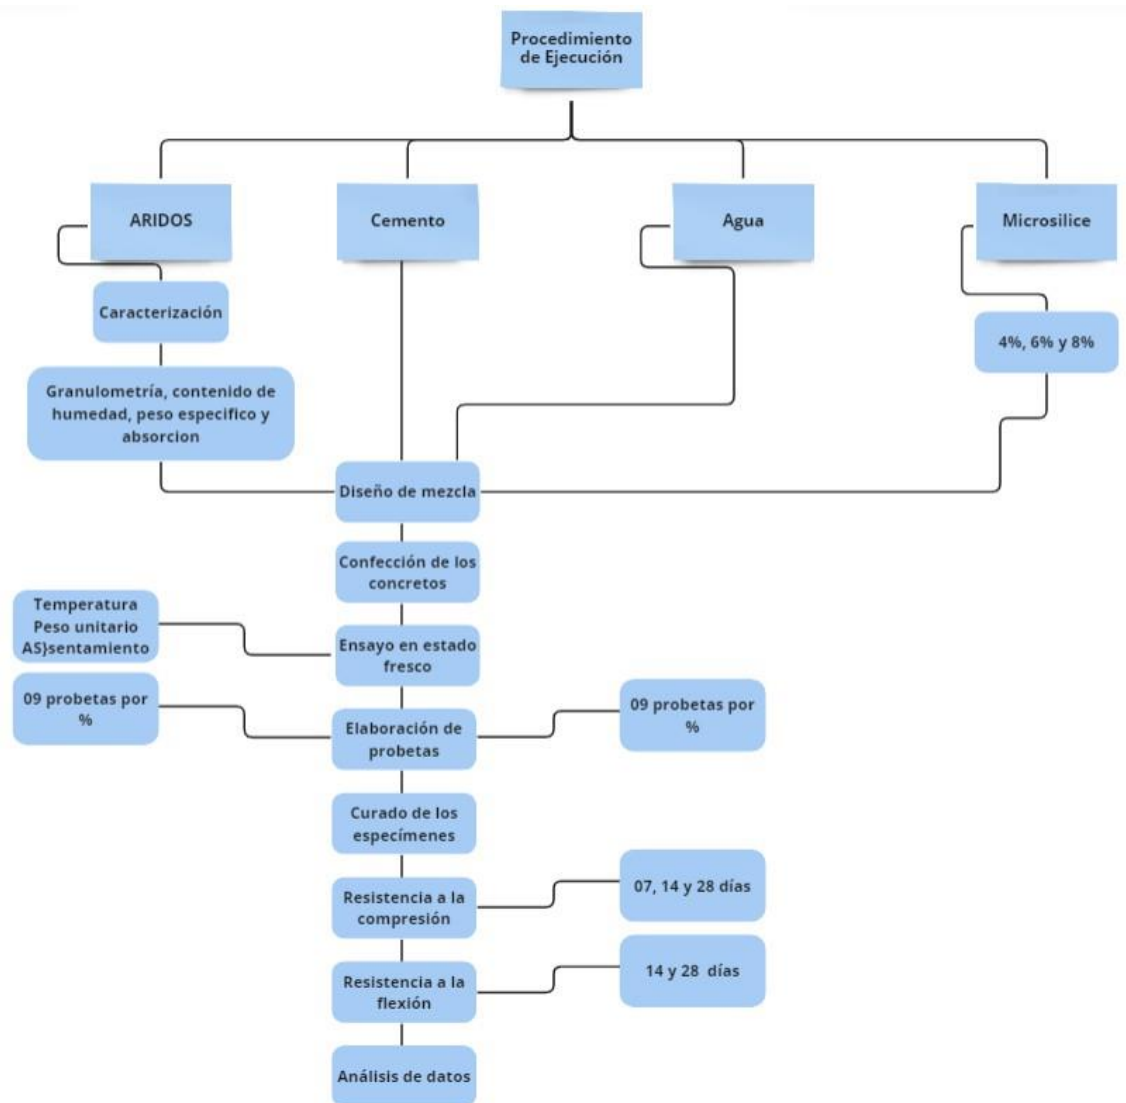 Procedimiento
de Ejecución
ARIDOS
Cemento
Agua
Microsilice
Caracterización
4%, 6% y 8%
Granulometría, contenido de
humedad, peso especifico y
absorcion
Diseño de mezcla
Confección de los
concretos
Temperatura
Peso unitario
AS}sentamiento
Ensayo en estado
fresco
09 probetas por
%
Elaboración de
probetas
09 probetas por
%
Curado de los
especímenes
Resistencia a la
compresión
07, 14 y 28 días
Resistencia a la
flexión
14 y 28 días
Análisis de datos